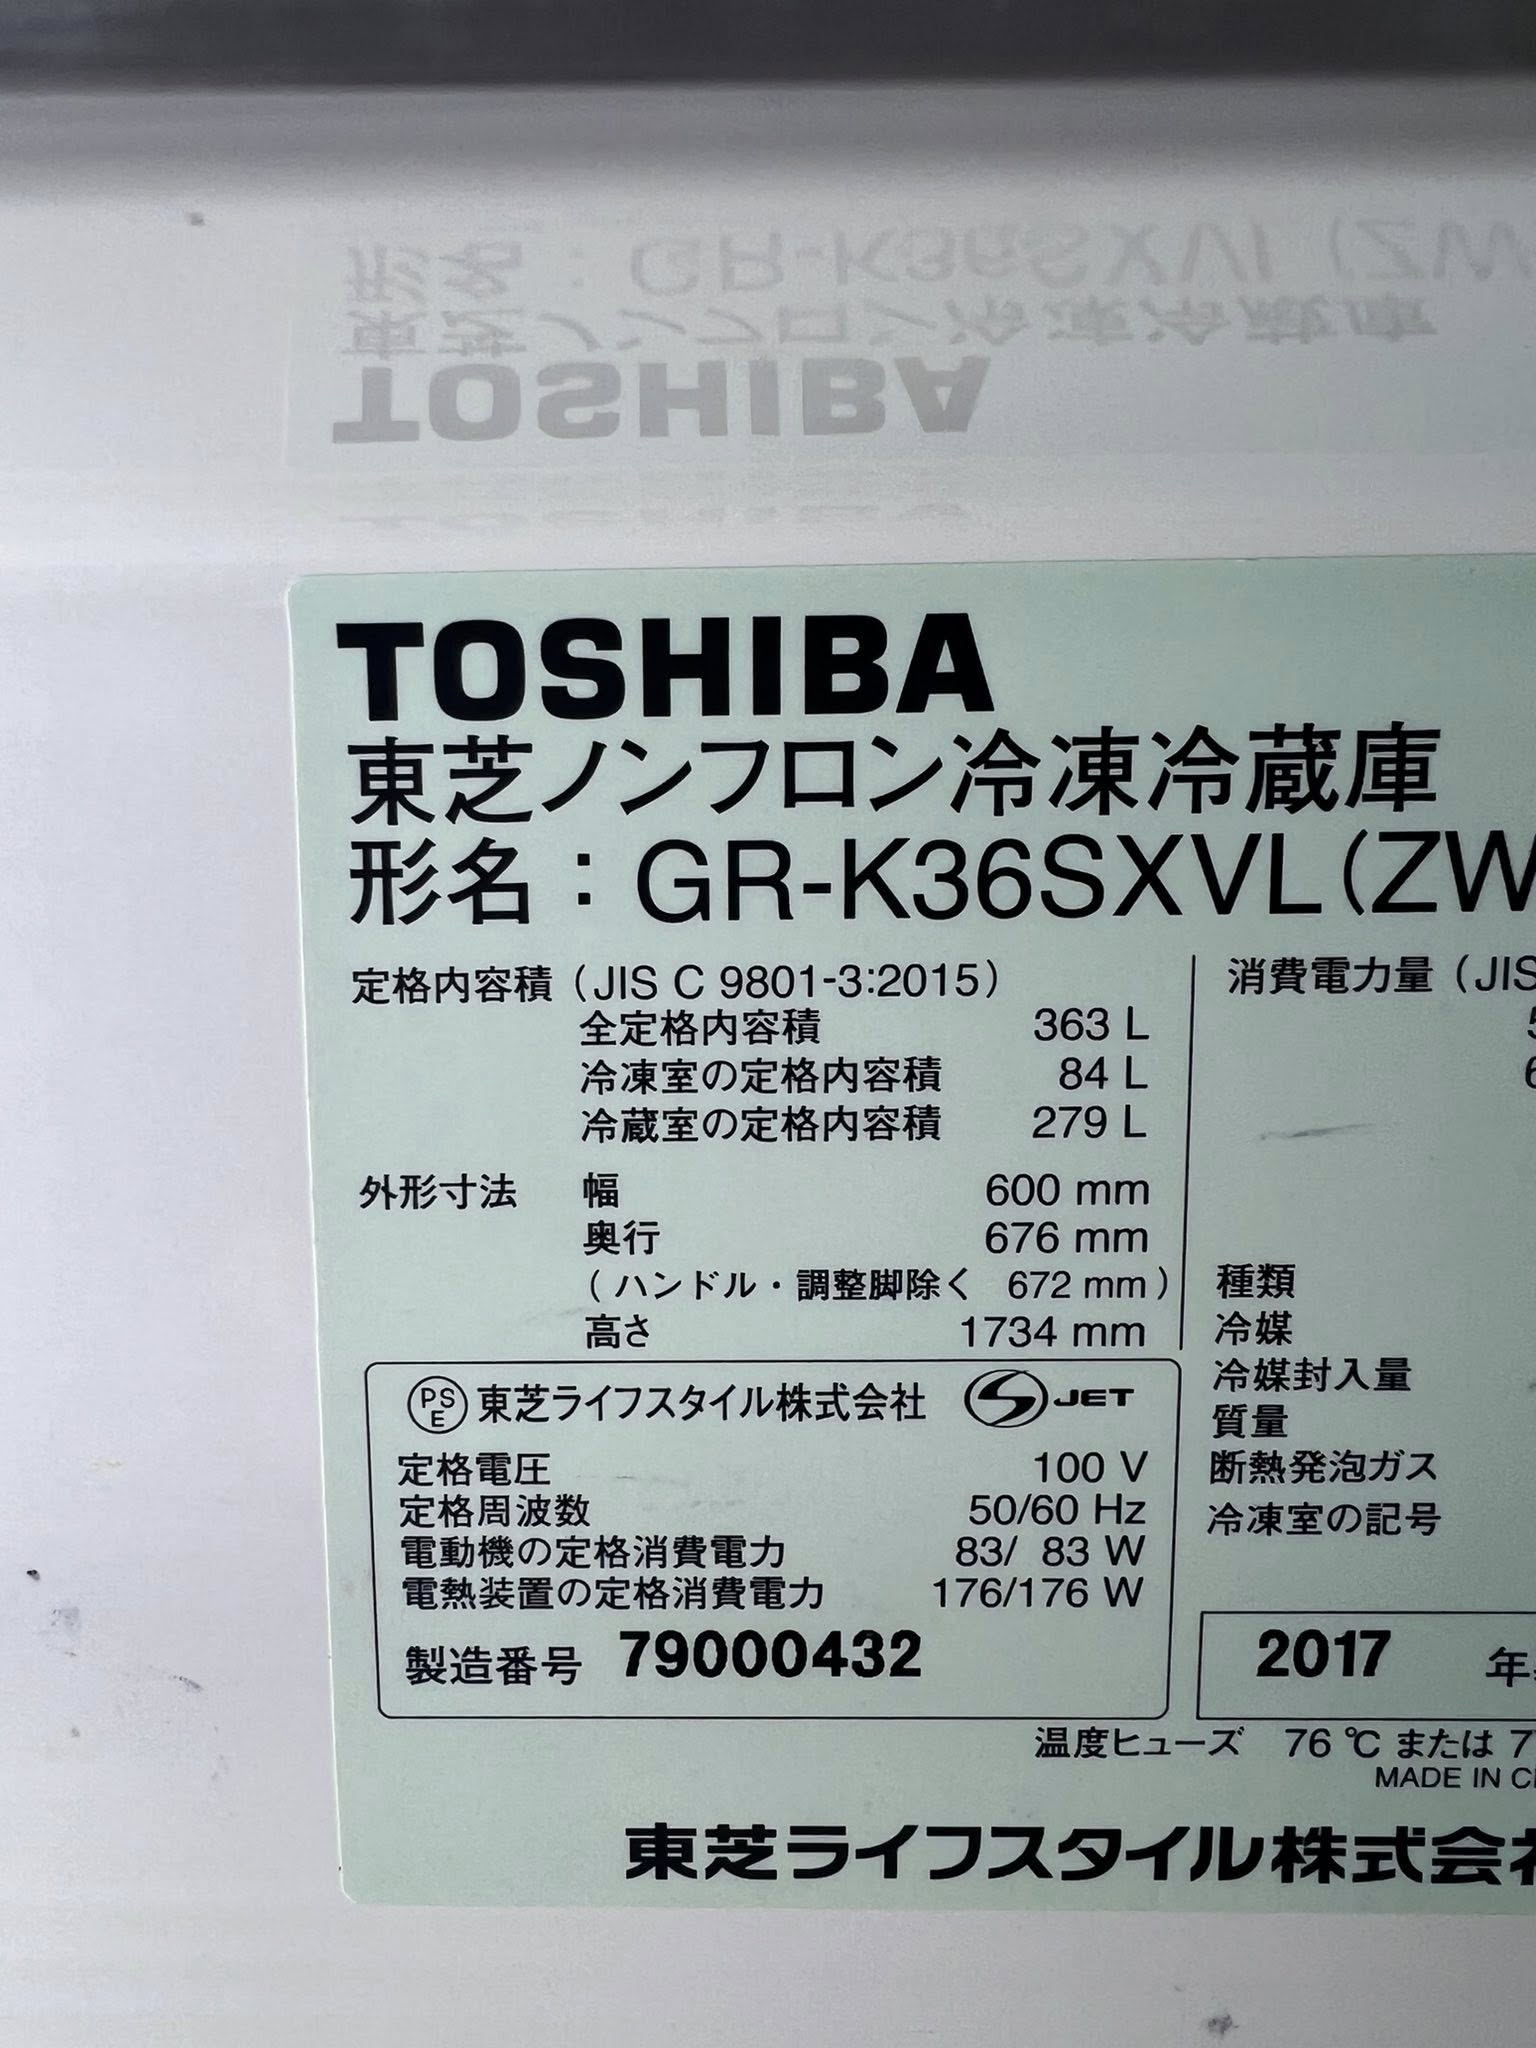 TOSHIBA
東芝ノンフロン冷凍冷蔵庫
形名：GR-K36SXVL(ZW
定格内容積（JIS C 9801-3:2015）
全定格内容積 363 L
冷凍室の定格内容積 84 L
冷蔵室の定格内容積 279 L
外形寸法 幅 600 mm
奥行 676 mm
（ハンドル・調整脚除く 672 mm）
高さ 1734 mm
消費電力量（JIS
種類
冷媒
冷媒封入量
質量
断熱発泡ガス
冷凍室の記号
PSE 東芝ライフスタイル株式会社 S JET
定格電圧 100 V
定格周波数 50/60 Hz
電動機の定格消費電力 83/ 83 W
電熱装置の定格消費電力 176/176 W
製造番号 79000432
2017 年
温度ヒューズ 76 ℃ または 7
MADE IN C
東芝ライフスタイル株式会